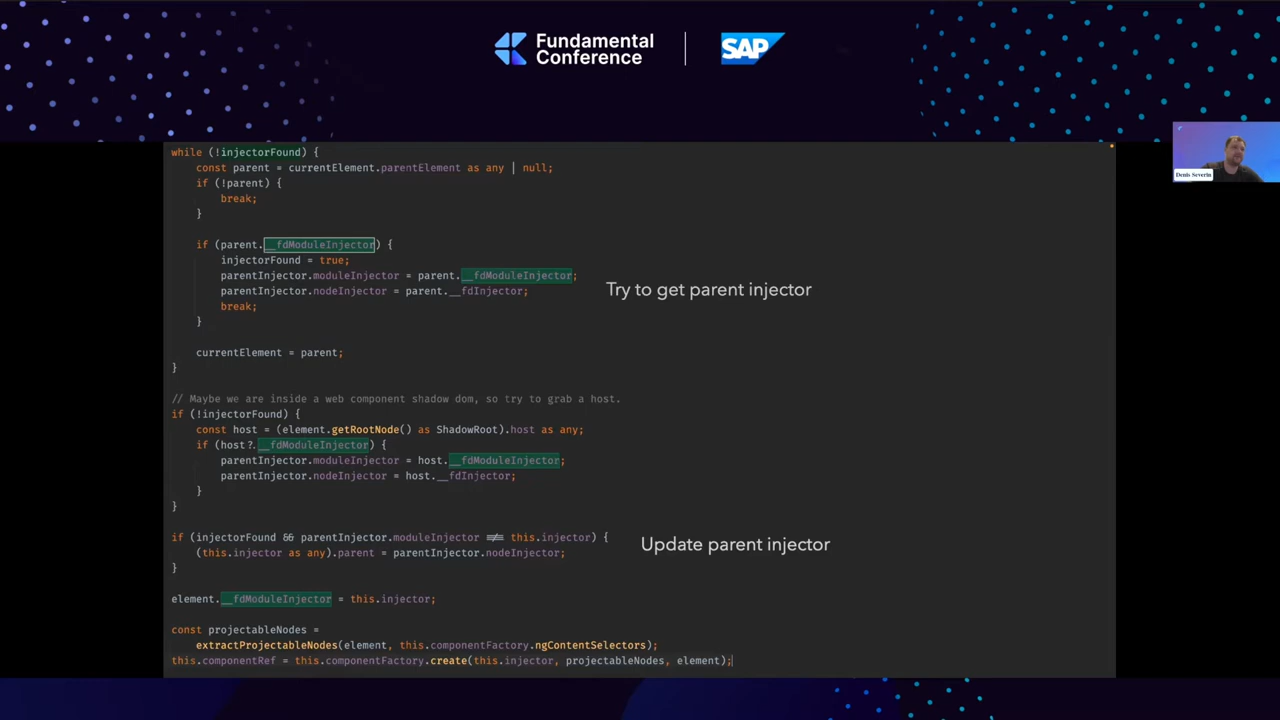 Fundamental
Conference
SAP
Denis Severin
while (!injectorFound) {
const parent = currentElement.parentElement as any | null;
if (!parent) {
break;
}
if (parent.__fdModuleInjector) {
injectorFound = true;
parentInjector.moduleInjector = parent.__fdModuleInjector;
parentInjector.nodeInjector = parent.__fdInjector;
break;
}
Try to get parent injector
currentElement = parent;
}
// Maybe we are inside a web component shadow dom, so try to grab a host.
if (!injectorFound) {
const host = (element.getRootNode() as ShadowRoot).host as any;
if (host?.__fdModuleInjector) {
parentInjector.moduleInjector = host.__fdModuleInjector;
parentInjector.nodeInjector = host.__fdInjector;
}
}
if (injectorFound && parentInjector.moduleInjector !== this.injector) {
(this.injector as any).parent = parentInjector.nodeInjector;
}
Update parent injector
element.__fdModuleInjector = this.injector;
const projectableNodes =
extractProjectableNodes(element, this.componentFactory.ngContentSelectors);
this.componentRef = this.componentFactory.create(this.injector, projectableNodes, element);